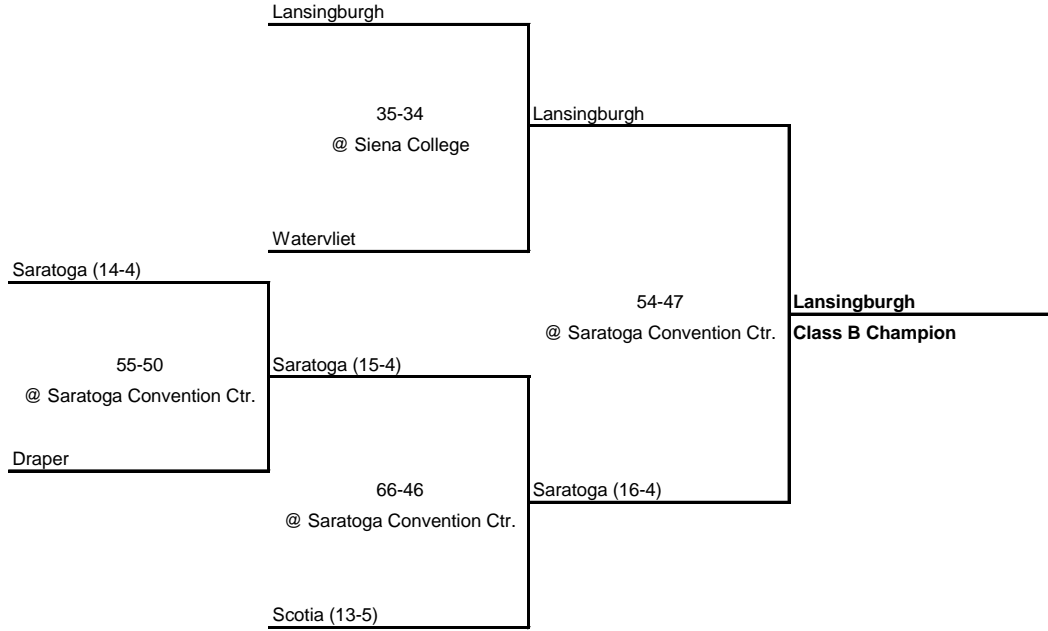 Lansingburgh
35-34
@ Siena College
Lansingburgh
Watervliet
Saratoga (14-4)
54-47
@ Saratoga Convention Ctr.
Lansingburgh
Class B Champion
55-50
@ Saratoga Convention Ctr.
Saratoga (15-4)
Draper
66-46
@ Saratoga Convention Ctr.
Saratoga (16-4)
Scotia (13-5)